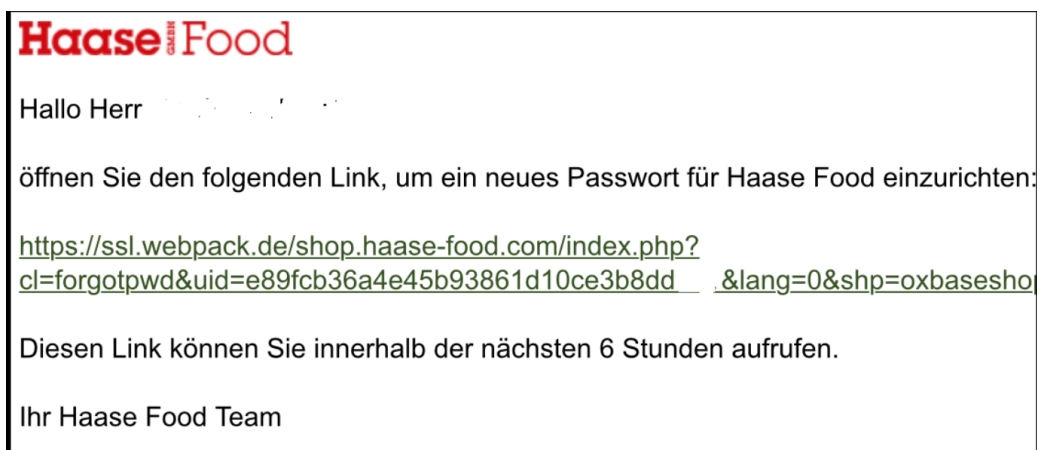 Haase GMBH Food
Hallo Herr
öffnen Sie den folgenden Link, um ein neues Passwort für Haase Food einzurichten:
https://ssl.webpack.de/shop.haase-food.com/index.php?
cl=forgotpwd&uid=e89fcb36a4e45b93861d10ce3b8dd &lang=0&shp=oxbaseshop
Diesen Link können Sie innerhalb der nächsten 6 Stunden aufrufen.
Ihr Haase Food Team